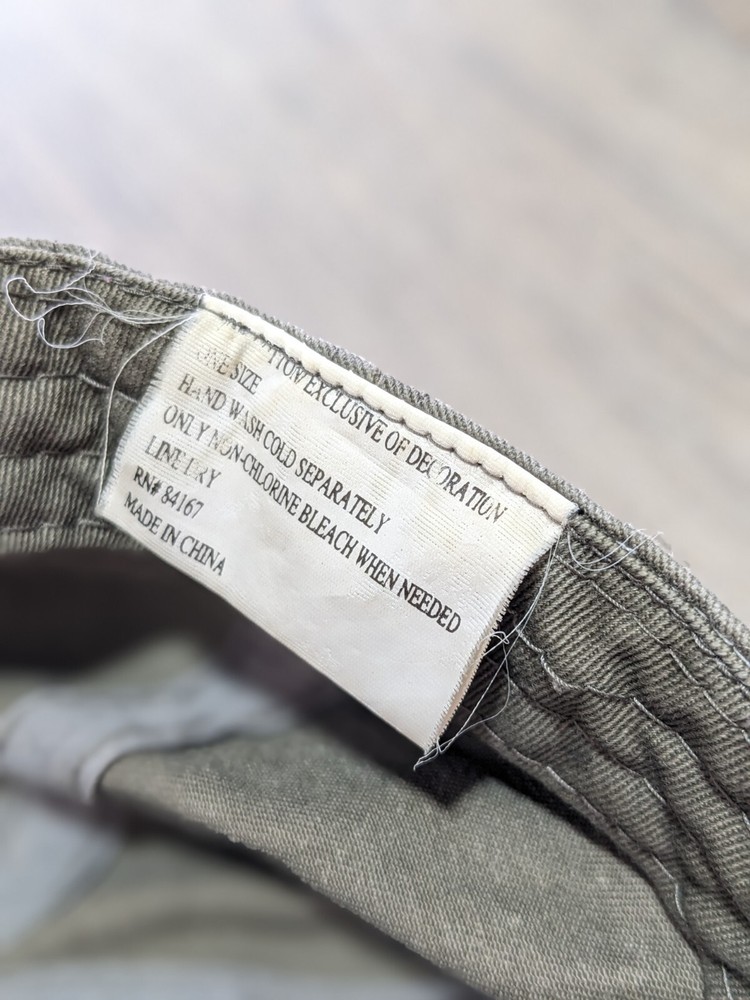 EXCLUSIVE OF DECORATION
ONE SIZE
HAND WASH COLD SEPARATELY
ONLY NON-CHLORINE BLEACH WHEN NEEDED
LINE DRY
RN# 84167
MADE IN CHINA